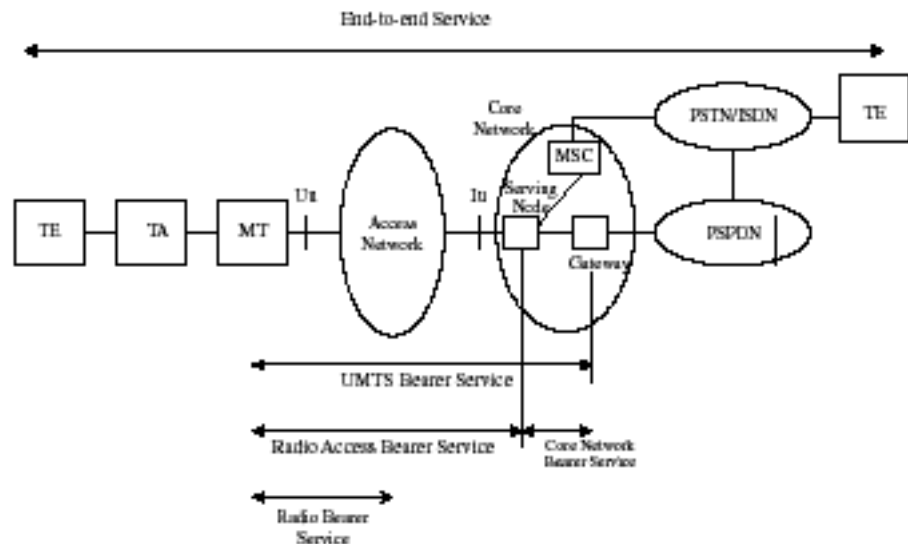 End-to-end Service
Core
Network
PSTN/ISDN
TE
MSC
Uu
Iu
Serving
Node
TE
TA
MT
Access
Network
PSPDN
Gateway
UMTS Bearer Service
Radio Access Bearer Service
Core Network
Bearer Service
Radio Bearer
Service